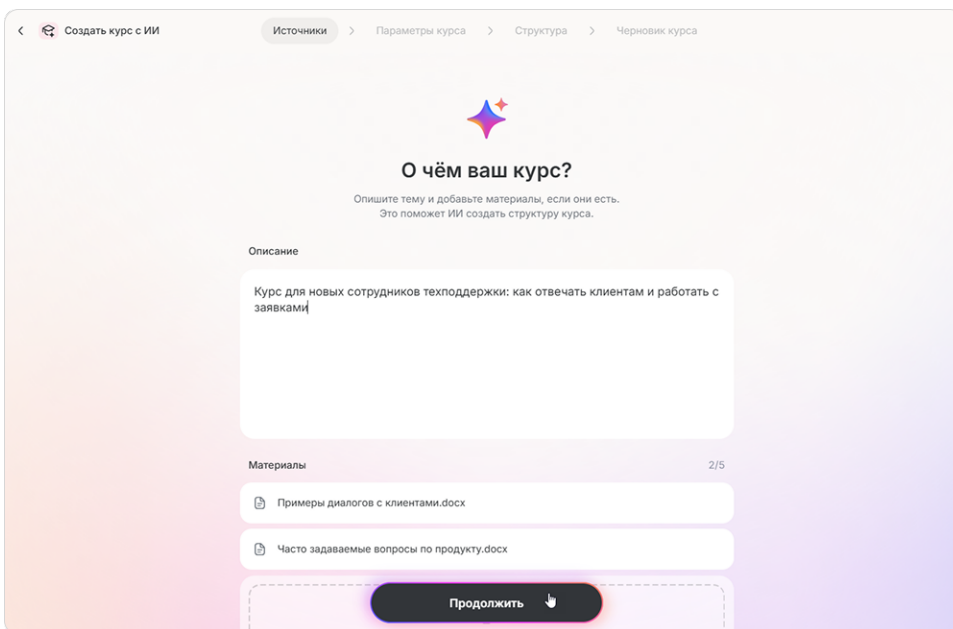 Создать курс с ИИ
Источники
Параметры курса
Структура
Черновик курса
О чём ваш курс?
Опишите тему и добавьте материалы, если они есть.
Это поможет ИИ создать структуру курса.
Описание
Курс для новых сотрудников техподдержки: как отвечать клиентам и работать с
заявками
Материалы
2/5
Примеры диалогов с клиентами.docx
Часто задаваемые вопросы по продукту.docx
Продолжить